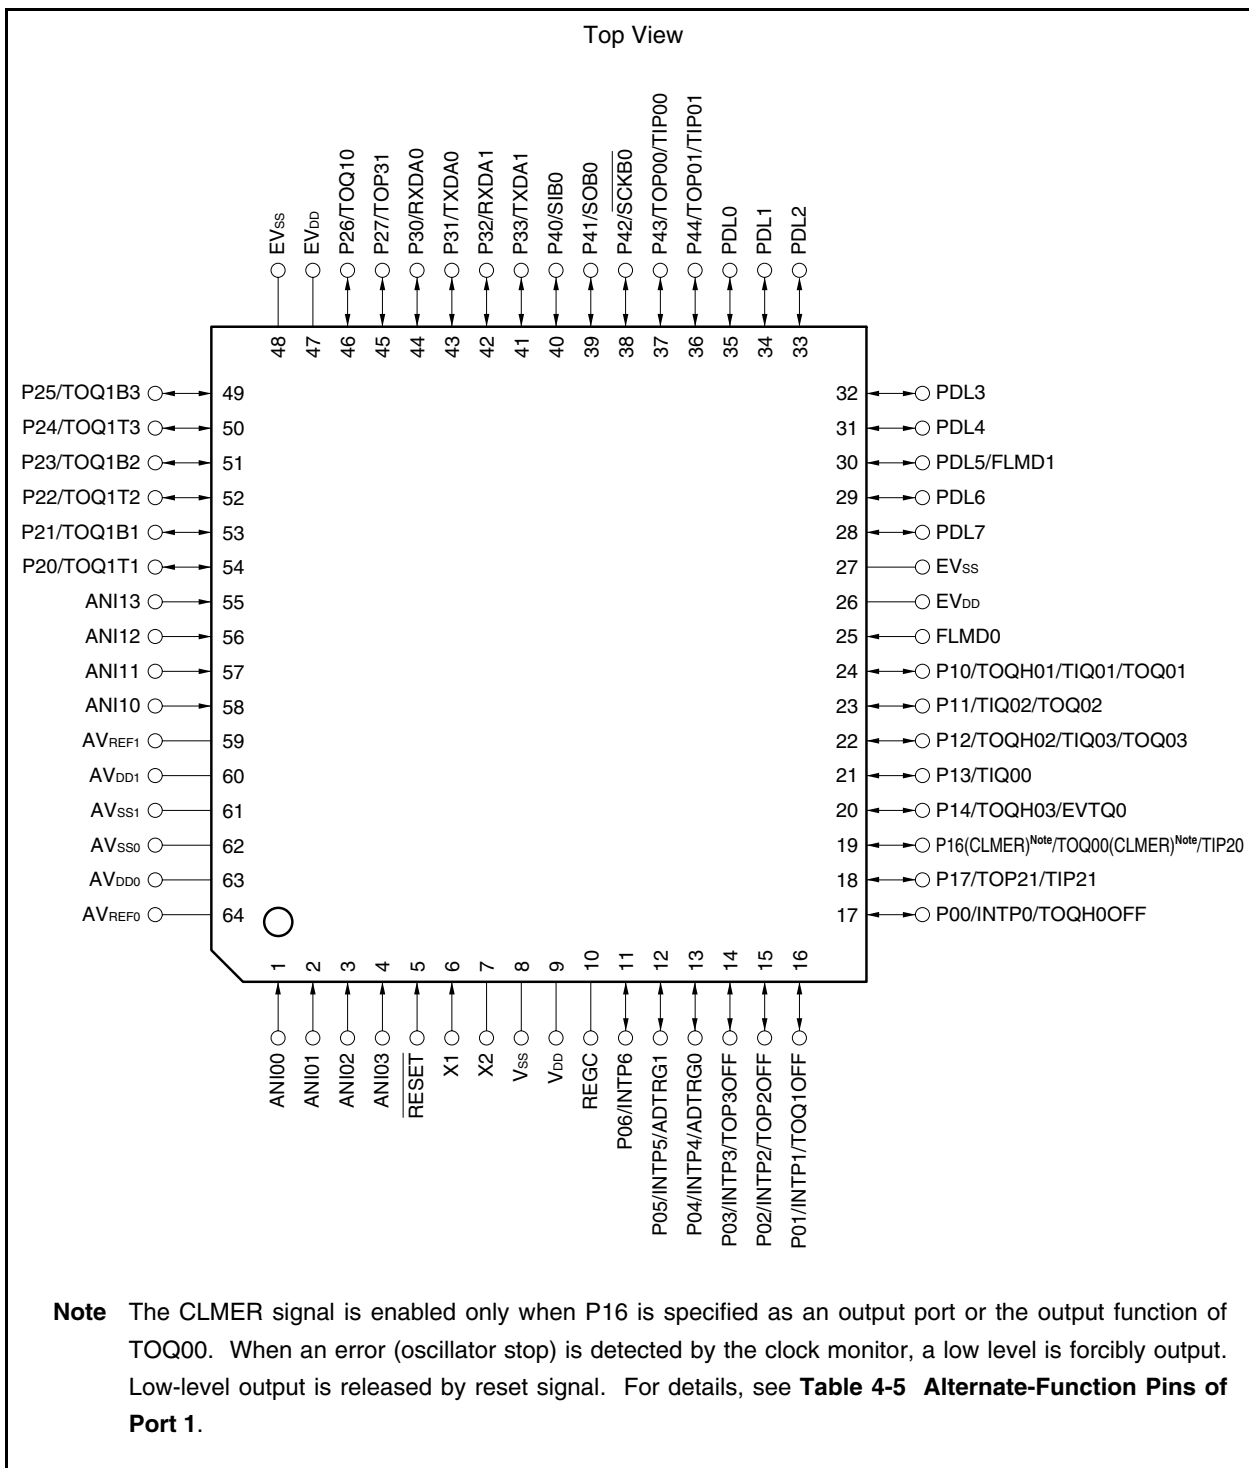 Top View
EVSS
EVDD
P26/TOQ10
P27/TOP31
P30/RXDA0
P31/TXDA0
P32/RXDA1
P33/TXDA1
P40/SIB0
P41/SOB0
P42/SCKB0
P43/TOP00/TIP00
P44/TOP01/TIP01
PDL0
PDL1
PDL2
48
47
46
45
44
43
42
41
40
39
38
37
36
35
34
33
P25/TOQ1B3 49
P24/TOQ1T3 50
P23/TOQ1B2 51
P22/TOQ1T2 52
P21/TOQ1B1 53
P20/TOQ1T1 54
ANI13 55
ANI12 56
ANI11 57
ANI10 58
AVREF1 59
AVDD1 60
AVSS1 61
AVSS0 62
AVDD0 63
AVREF0 64
32 PDL3
31 PDL4
30 PDL5/FLMD1
29 PDL6
28 PDL7
27 EVSS
26 EVDD
25 FLMD0
24 P10/TOQH01/TIQ01/TOQ01
23 P11/TIQ02/TOQ02
22 P12/TOQH02/TIQ03/TOQ03
21 P13/TIQ00
20 P14/TOQH03/EVTQ0
19 P16(CLMER)Note/TOQ00(CLMER)Note/TIP20
18 P17/TOP21/TIP21
17 P00/INTP0/TOQH0OFF
1
2
3
4
5
6
7
8
9
10
11
12
13
14
15
16
ANI00
ANI01
ANI02
ANI03
RESET
X1
X2
VSS
VDD
REGC
P06/INTP6
P05/INTP5/ADTRG1
P04/INTP4/ADTRG0
P03/INTP3/TOP3OFF
P02/INTP2/TOP2OFF
P01/INTP1/TOQ1OFF
Note The CLMER signal is enabled only when P16 is specified as an output port or the output function of
TOQ00. When an error (oscillator stop) is detected by the clock monitor, a low level is forcibly output.
Low-level output is released by reset signal. For details, see Table 4-5 Alternate-Function Pins of
Port 1.